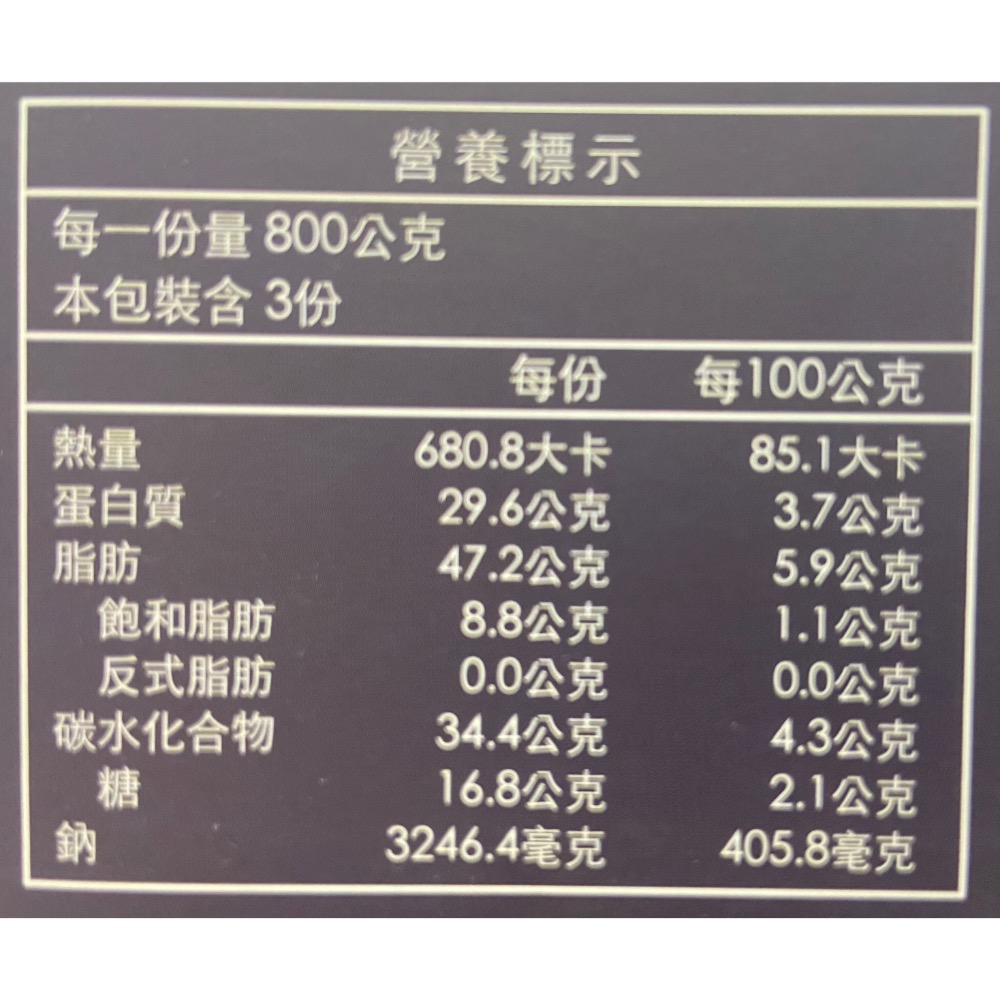 營養標示
每一份量 800公克
本包裝含 3份
每份 每100公克
熱量 680.8大卡 85.1大卡
蛋白質 29.6公克 3.7公克
脂肪 47.2公克 5.9公克
飽和脂肪 8.8公克 1.1公克
反式脂肪 0.0公克 0.0公克
碳水化合物 34.4公克 4.3公克
糖 16.8公克 2.1公克
鈉 3246.4毫克 405.8毫克